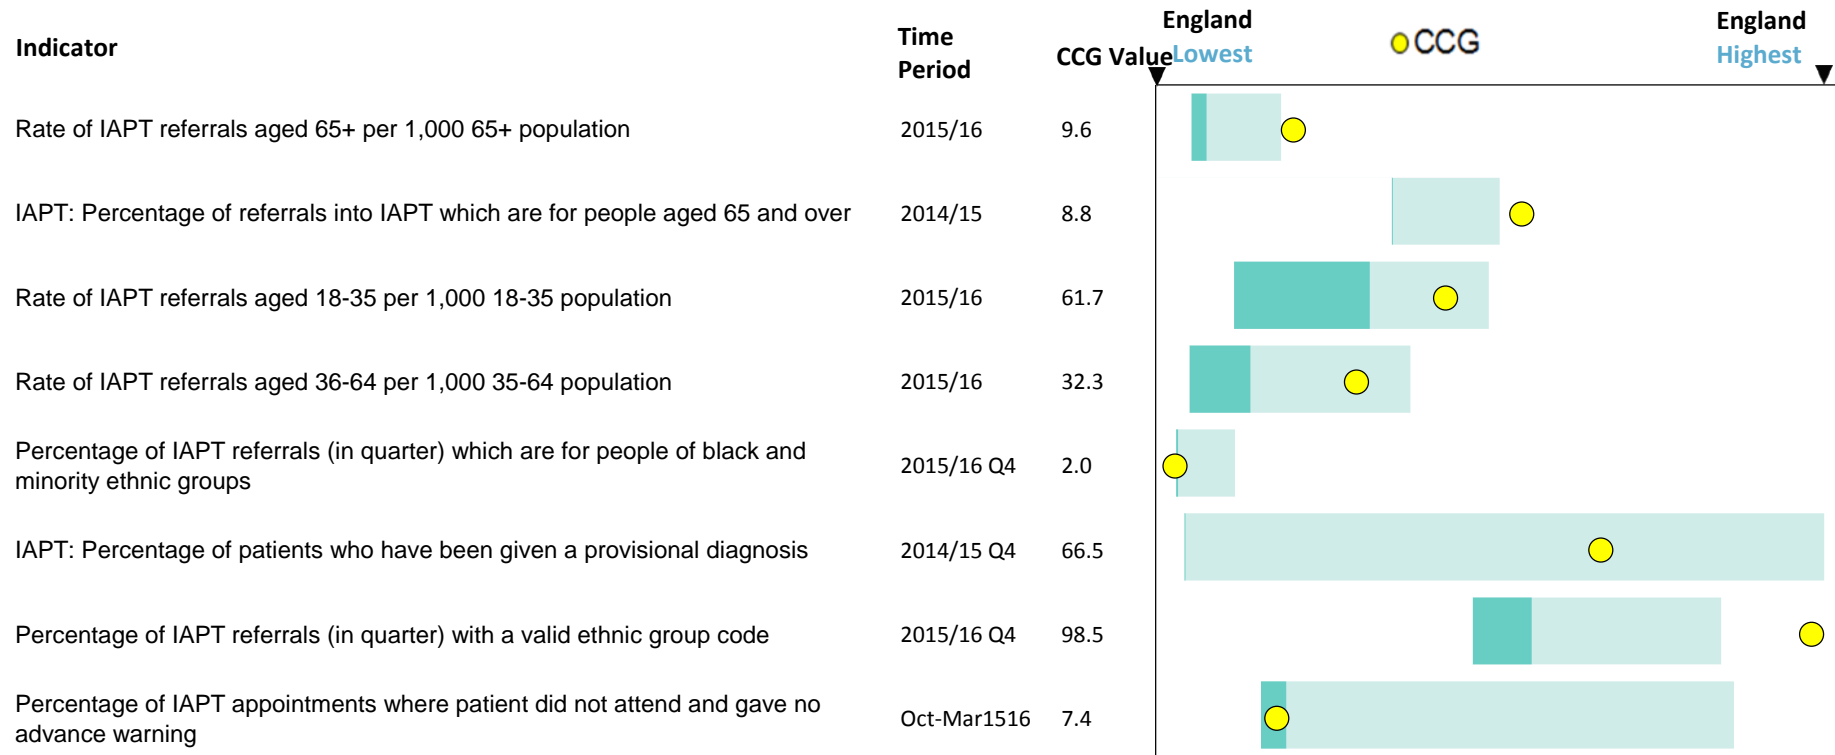 Indicator
Time
Period
CCG Value
England
Lowest
CCG
England
Highest
Rate of IAPT referrals aged 65+ per 1,000 65+ population 2015/16 9.6
IAPT: Percentage of referrals into IAPT which are for people aged 65 and over 2014/15 8.8
Rate of IAPT referrals aged 18-35 per 1,000 18-35 population 2015/16 61.7
Rate of IAPT referrals aged 36-64 per 1,000 35-64 population 2015/16 32.3
Percentage of IAPT referrals (in quarter) which are for people of black and
minority ethnic groups
2015/16 Q4 2.0
IAPT: Percentage of patients who have been given a provisional diagnosis 2014/15 Q4 66.5
Percentage of IAPT referrals (in quarter) with a valid ethnic group code 2015/16 Q4 98.5
Percentage of IAPT appointments where patient did not attend and gave no
advance warning
Oct-Mar1516 7.4